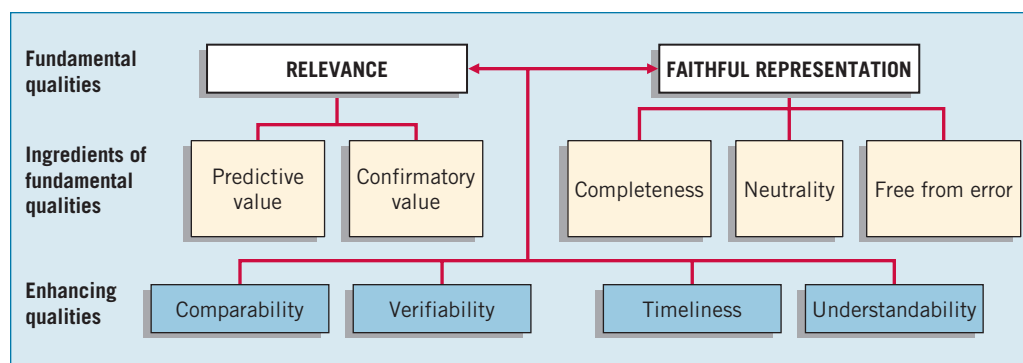 Fundamental
qualities
RELEVANCE
FAITHFUL REPRESENTATION
Ingredients of
fundamental
qualities
Predictive
value
Confirmatory
value
Completeness
Neutrality
Free from error
Enhancing
qualities
Comparability
Verifiability
Timeliness
Understandability